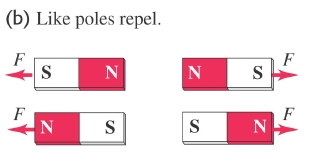 (b) Like poles repel.
F S N N S F
F N S S N F